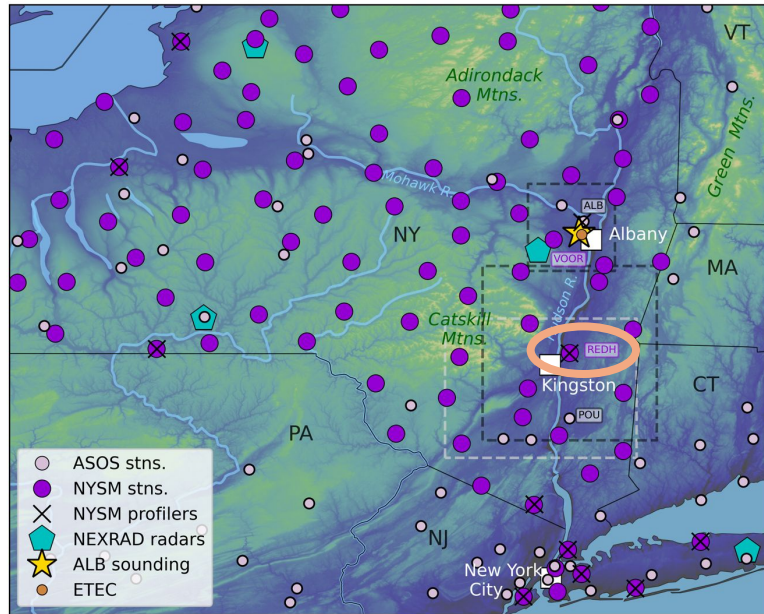 VT
Adirondack
Mtns.
Green Mtns.
Mohawk R.
ALB
NY
Albany
VOOR
MA
dson R.
Catskill
Mtns.
REDH
Kingston
CT
POU
PA
NJ
New York
City
ASOS stns.
NYSM stns.
NYSM profilers
NEXRAD radars
ALB sounding
ETEC